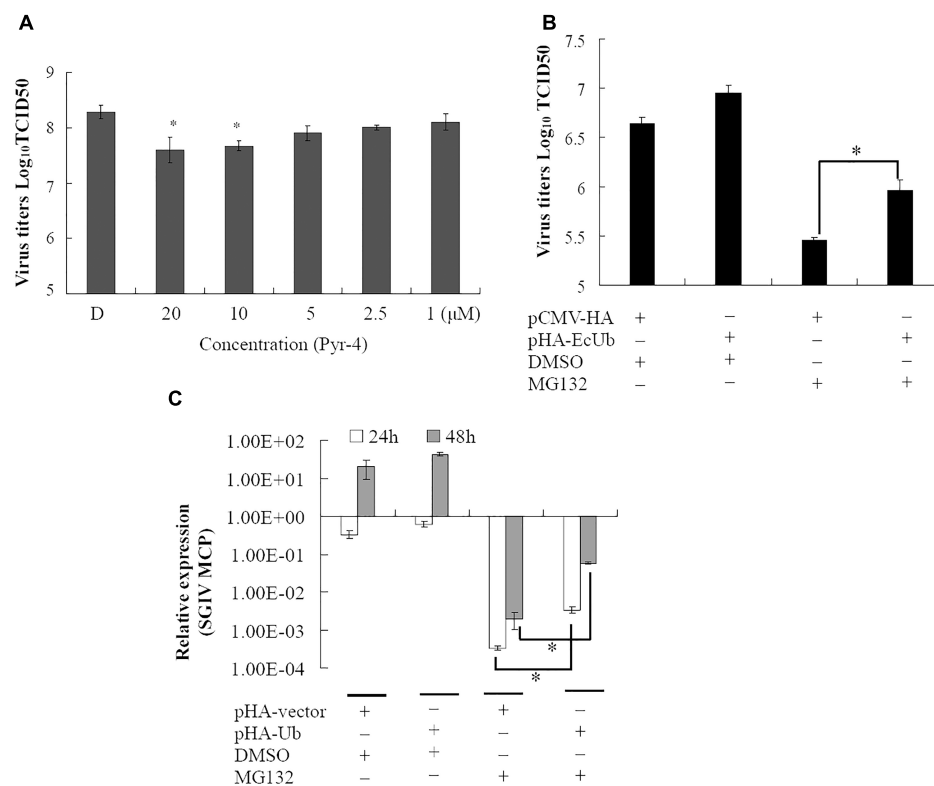 A
Virus titers Log10TCID50
9
8
7
6
5
* *
D 20 10 5 2.5 1 (μM)
Concentration (Pyr-4)
B
Virus titers Log10 TCID50
7.5
7
6.5
6
5.5
5
*
pCMV-HA + – + –
pHA-EcUb – + – +
DMSO + + – –
MG132 – – + +
C
24h 48h
Relative expression
(SGIV MCP)
1.00E+02
1.00E+01
1.00E+00
1.00E-01
1.00E-02
1.00E-03
1.00E-04
*
*
pHA-vector + – + –
pHA-Ub – + – +
DMSO + + – –
MG132 – – + +